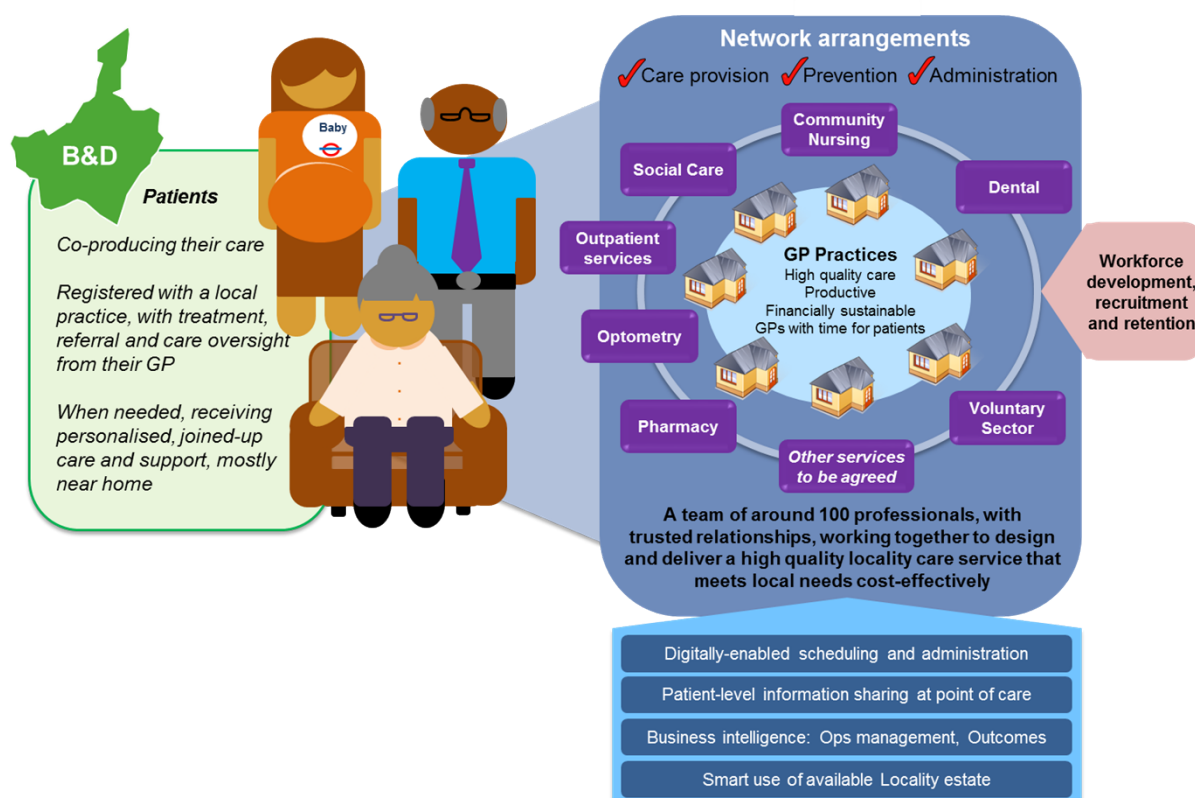 B&D
Patients
Co-producing their care
Registered with a local
practice, with treatment,
referral and care oversight
from their GP
When needed, receiving
personalised, joined-up
care and support, mostly
near home
Baby
Network arrangements
Care provision
Prevention
Administration
Community
Nursing
Social Care
Dental
Outpatient
services
Optometry
Pharmacy
Other services
to be agreed
Voluntary
Sector
GP Practices
High quality care
Productive
Financially sustainable
GPs with time for patients
A team of around 100 professionals, with
trusted relationships, working together to design
and deliver a high quality locality care service that
meets local needs cost-effectively
Workforce
development,
recruitment
and retention
Digitally-enabled scheduling and administration
Patient-level information sharing at point of care
Business intelligence: Ops management, Outcomes
Smart use of available Locality estate